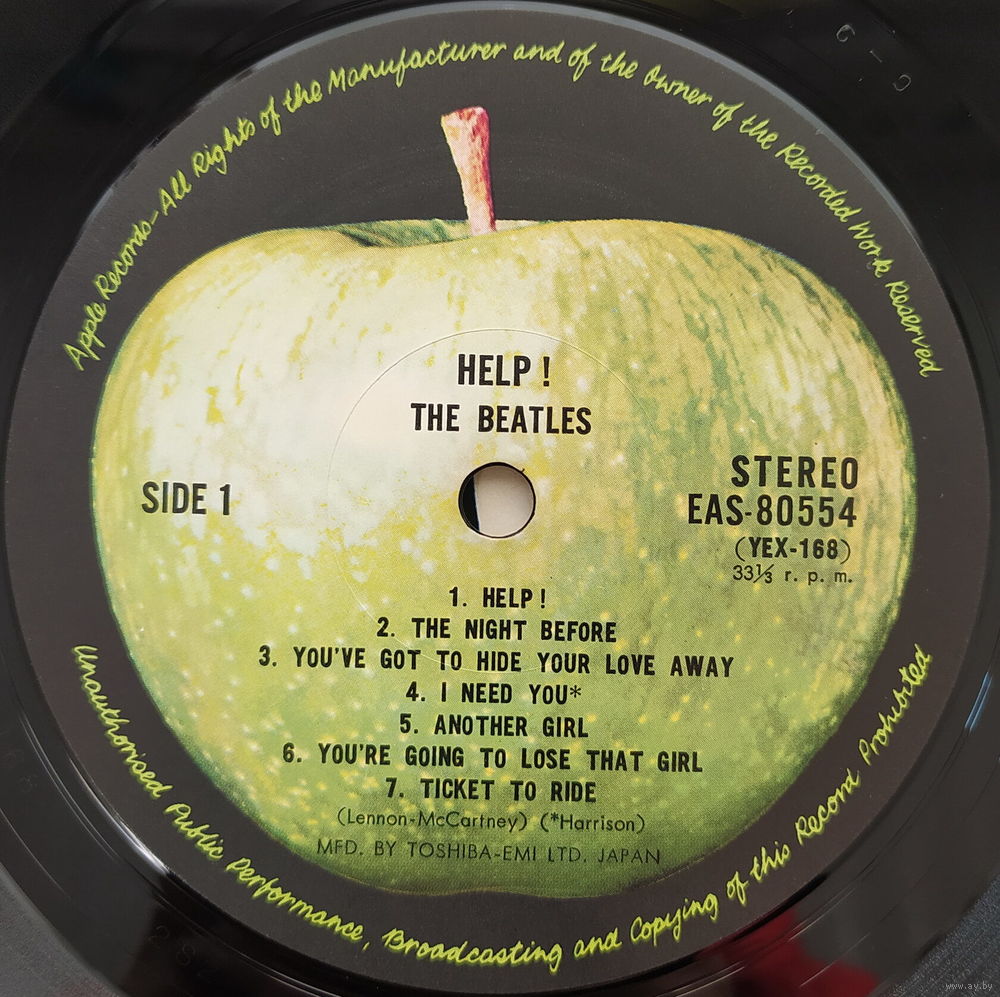 Apple Records-All Rights of the Manufacturer and of the Owner of the Recorded Work Reserved
HELP !
THE BEATLES
SIDE 1
STEREO
EAS-80554
(YEX-168)
33⅓ r. p. m.
1. HELP !
2. THE NIGHT BEFORE
3. YOU'VE GOT TO HIDE YOUR LOVE AWAY
4. I NEED YOU*
5. ANOTHER GIRL
6. YOU'RE GOING TO LOSE THAT GIRL
7. TICKET TO RIDE
(Lennon-McCartney) (*Harrison)
MFD. BY TOSHIBA-EMI LTD. JAPAN
Unauthorised Public Performance, Broadcasting and Copying of this Record Prohibited
www.ay.by